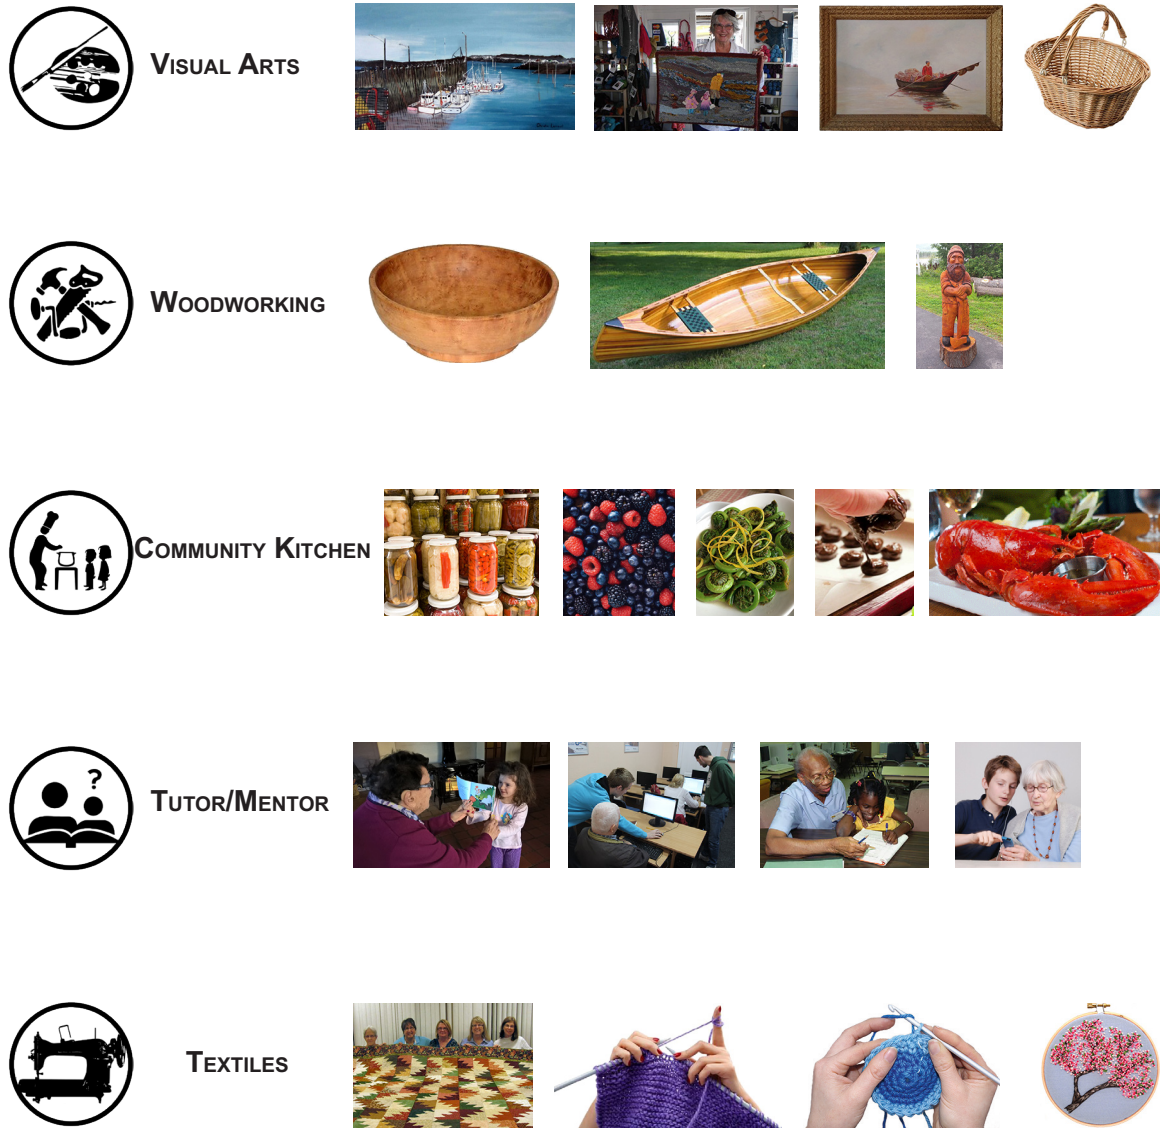 Visual Arts
Woodworking
Community Kitchen
?
Tutor/Mentor
Textiles